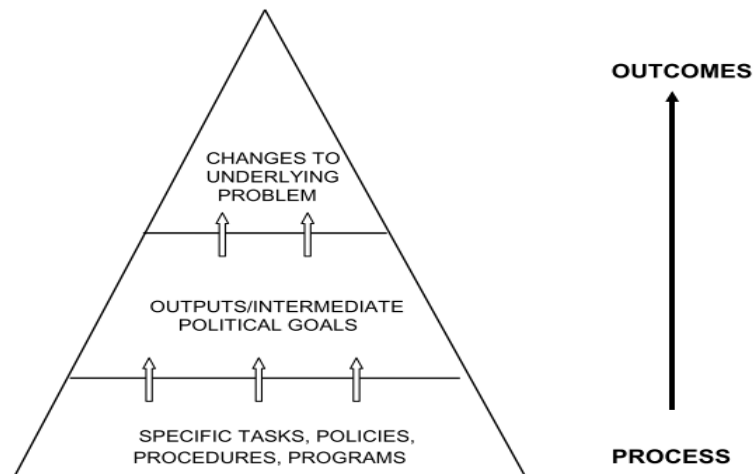 OUTCOMES
CHANGES TO
UNDERLYING
PROBLEM
OUTPUTS/INTERMEDIATE
POLITICAL GOALS
SPECIFIC TASKS, POLICIES,
PROCEDURES, PROGRAMS
PROCESS